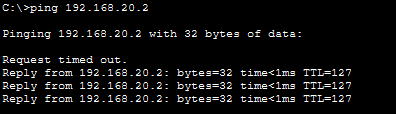 C:\>ping 192.168.20.2
Pinging 192.168.20.2 with 32 bytes of data:
Request timed out.
Reply from 192.168.20.2: bytes=32 time<1ms TTL=127
Reply from 192.168.20.2: bytes=32 time<1ms TTL=127
Reply from 192.168.20.2: bytes=32 time<1ms TTL=127